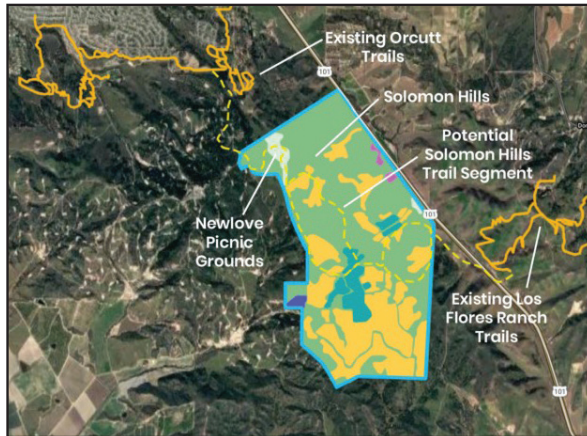 Existing Orcutt
Trails
101
Solomon Hills
Potential
Solomon Hills
Trail Segment
Newlove
Picnic
Grounds
101
Existing Los
Flores Ranch
Trails
101